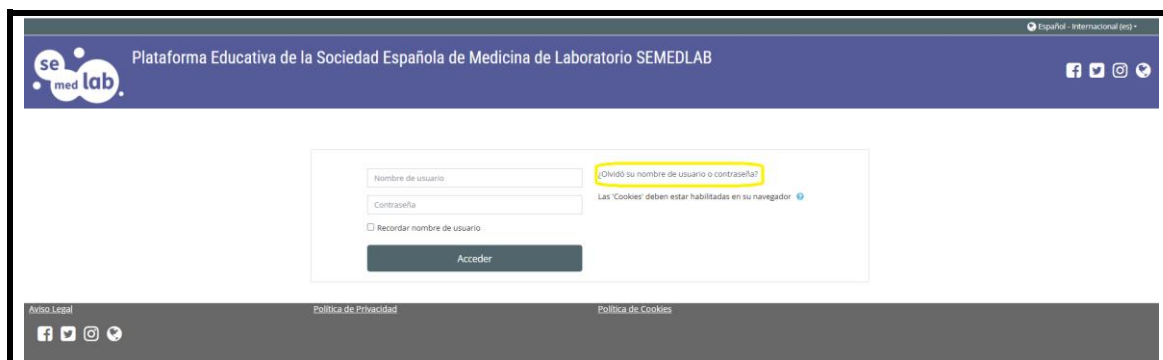 Español - Internacional (es)
se
med lab
Plataforma Educativa de la Sociedad Española de Medicina de Laboratorio SEMEDLAB
Nombre de usuario
Contraseña
Recordar nombre de usuario
Acceder
¿Olvidó su nombre de usuario o contraseña?
Las 'Cookies' deben estar habilitadas en su navegador
Aviso Legal
Política de Privacidad
Política de Cookies